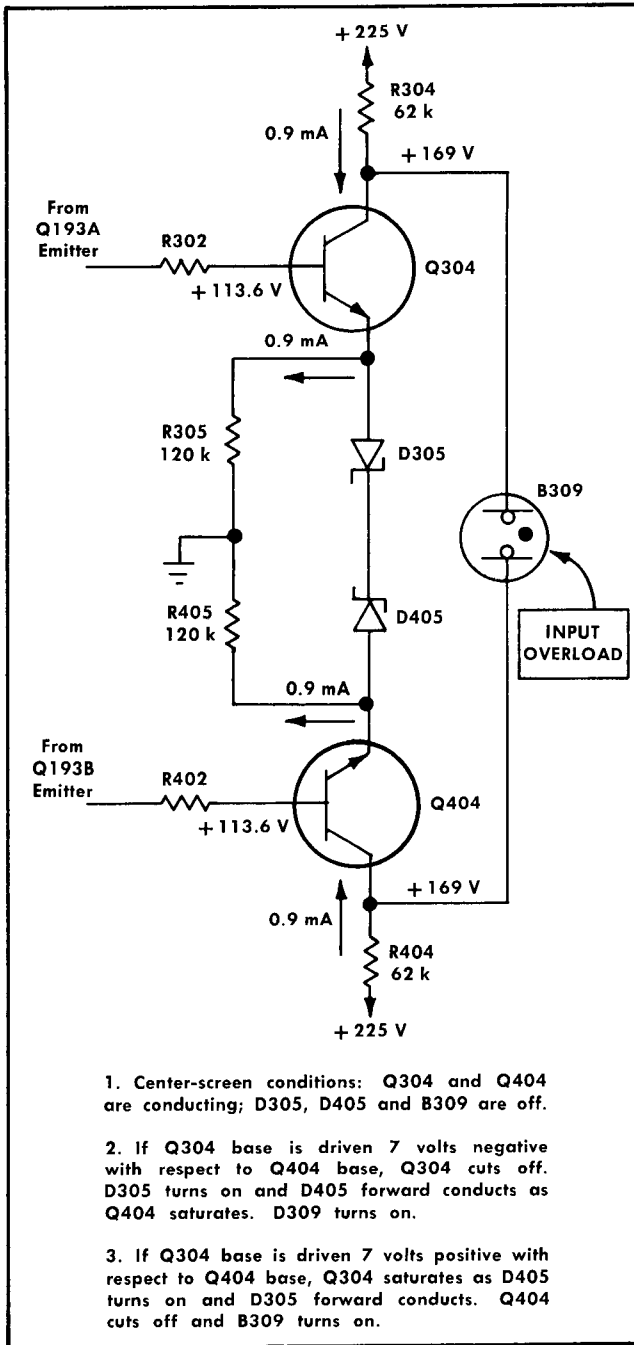 + 225 V
R304
62 k
0.9 mA
+ 169 V
From
Q193A
Emitter
R302
Q304
+ 113.6 V
0.9 mA
R305
120 k
D305
B309
R405
120 k
D405
INPUT
OVERLOAD
0.9 mA
From
Q193B
Emitter
R402
Q404
+ 113.6 V
+ 169 V
0.9 mA
R404
62 k
+ 225 V
1. Center-screen conditions: Q304 and Q404
are conducting; D305, D405 and B309 are off.
2. If Q304 base is driven 7 volts negative
with respect to Q404 base, Q304 cuts off.
D305 turns on and D405 forward conducts as
Q404 saturates. D309 turns on.
3. If Q304 base is driven 7 volts positive with
respect to Q404 base, Q304 saturates as D405
turns on and D305 forward conducts. Q404
cuts off and B309 turns on.